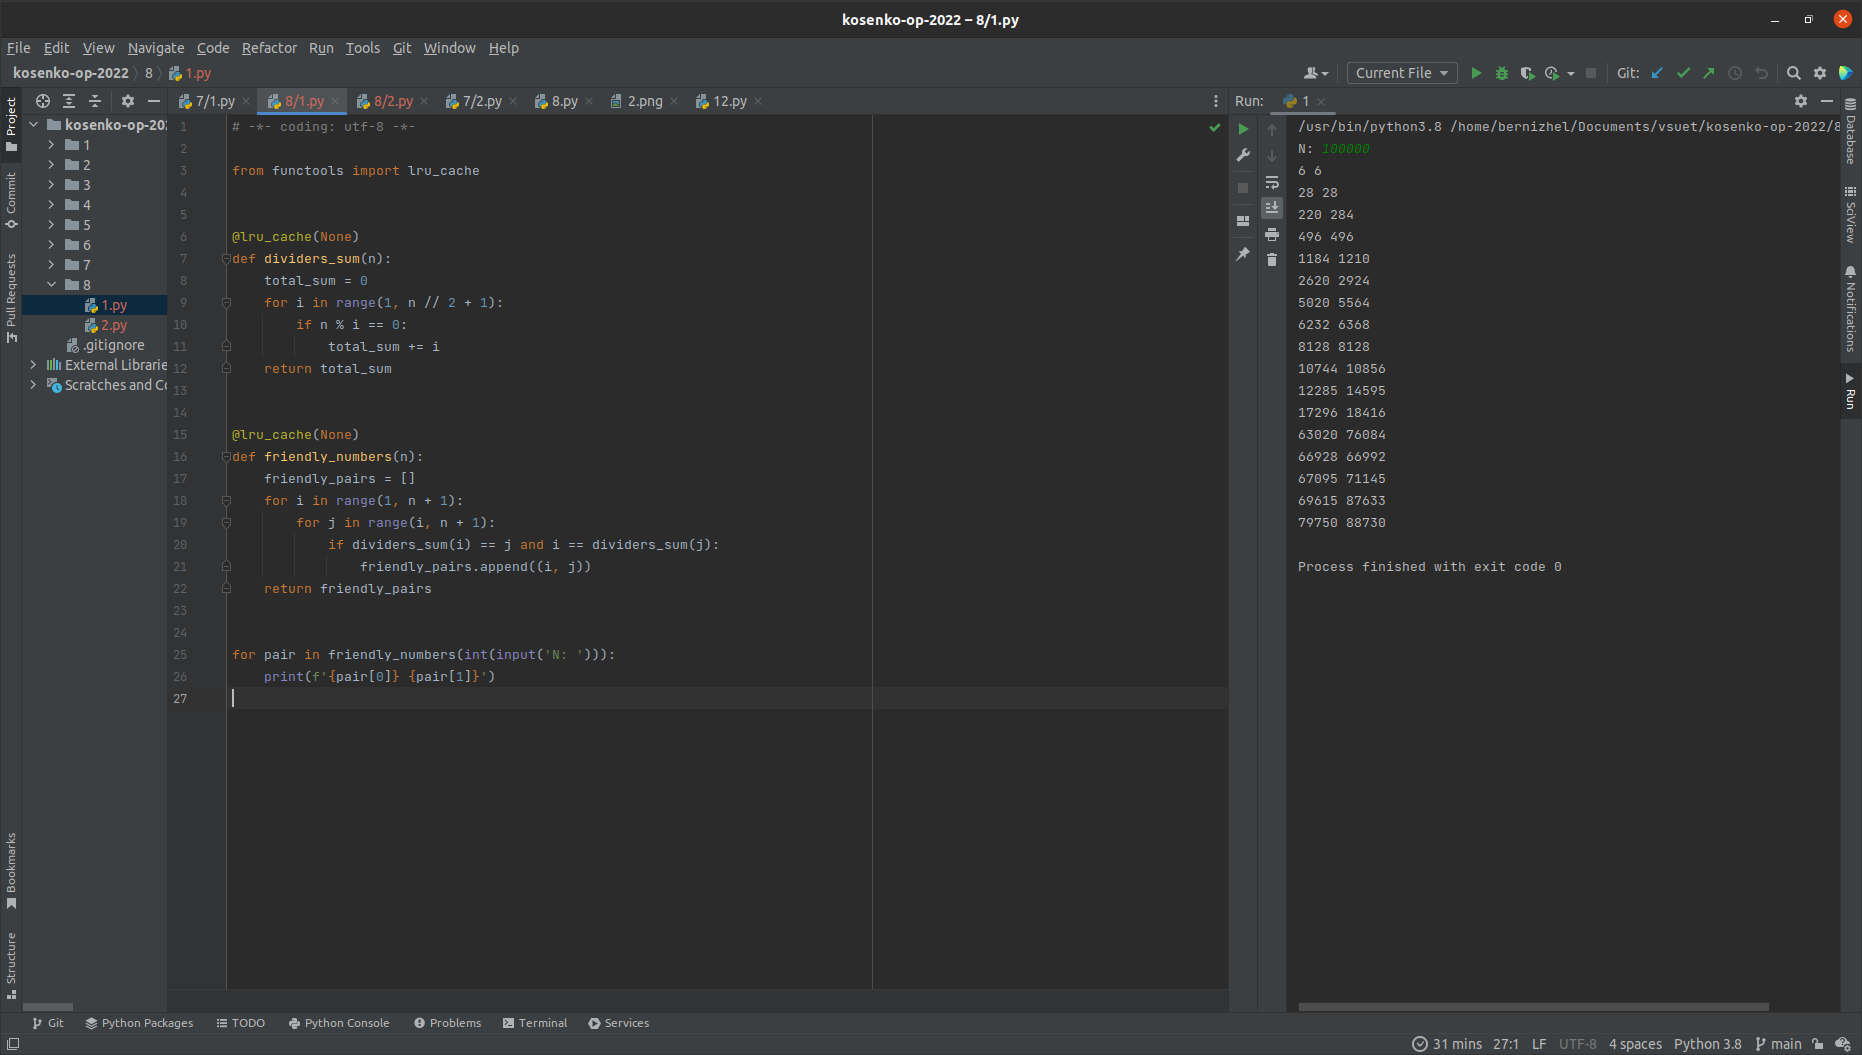 kosenko-op-2022 – 8/1.py
File Edit View Navigate Code Refactor Run Tools Git Window Help
kosenko-op-2022 8 1.py
Current File
Git:
Project
Commit
Pull Requests
Bookmarks
Structure
kosenko-op-202
1
2
3
4
5
6
7
8
1.py
2.py
.gitignore
External Librarie
Scratches and Co
7/1.py 8/1.py 8/2.py 7/2.py 8.py 2.png 12.py
1 # -*- coding: utf-8 -*-
2
3 from functools import lru_cache
4
5
6 @lru_cache(None)
7 def dividers_sum(n):
8 total_sum = 0
9 for i in range(1, n // 2 + 1):
10 if n % i == 0:
11 total_sum += i
12 return total_sum
13
14
15 @lru_cache(None)
16 def friendly_numbers(n):
17 friendly_pairs = []
18 for i in range(1, n + 1):
19 for j in range(i, n + 1):
20 if dividers_sum(i) == j and i == dividers_sum(j):
21 friendly_pairs.append((i, j))
22 return friendly_pairs
23
24
25 for pair in friendly_numbers(int(input('N: '))):
26 print(f'{pair[0]} {pair[1]}')
27
Run: 1
/usr/bin/python3.8 /home/bernizhel/Documents/vsuet/kosenko-op-2022/8
N: 100000
6 6
28 28
220 284
496 496
1184 1210
2620 2924
5020 5564
6232 6368
8128 8128
10744 10856
12285 14595
17296 18416
63020 76084
66928 66992
67095 71145
69615 87633
79750 88730
Process finished with exit code 0
Database
SciView
Notifications
Run
Git Python Packages TODO Python Console Problems Terminal Services
31 mins 27:1 LF UTF-8 4 spaces Python 3.8 main